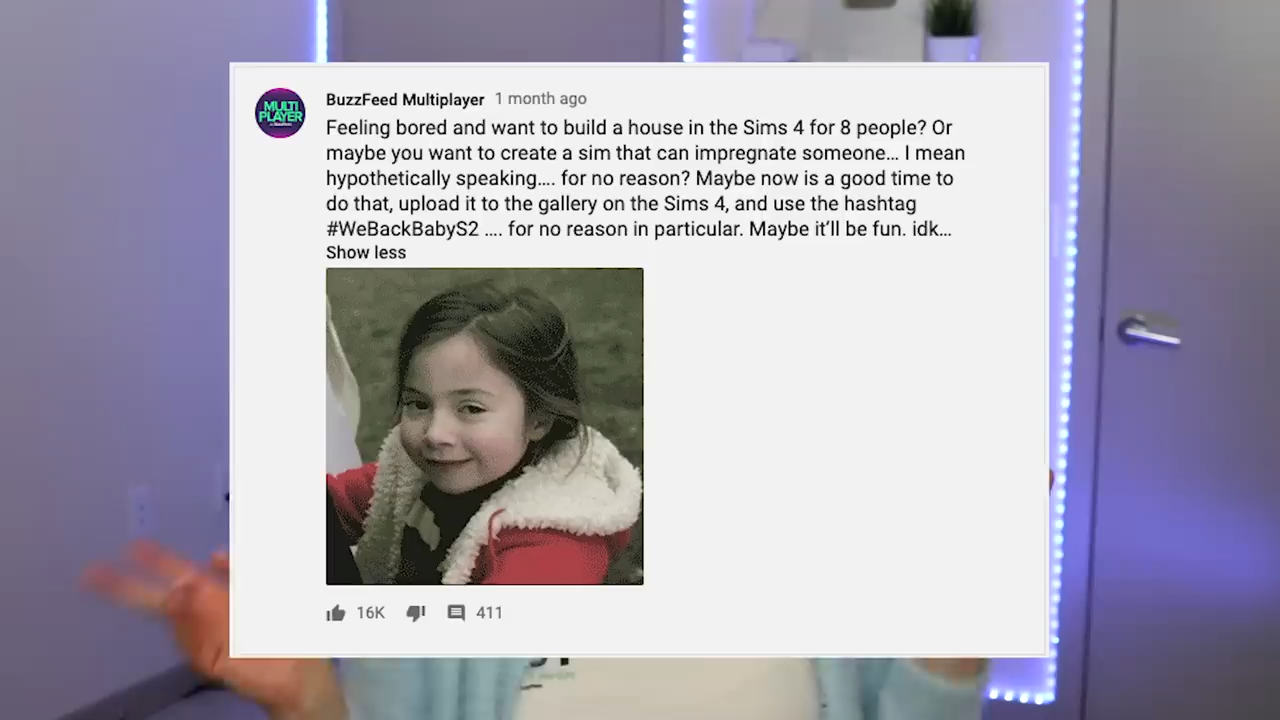 MULTI
PLAYER
BuzzFeed Multiplayer 1 month ago
Feeling bored and want to build a house in the Sims 4 for 8 people? Or
maybe you want to create a sim that can impregnate someone... I mean
hypothetically speaking.... for no reason? Maybe now is a good time to
do that, upload it to the gallery on the Sims 4, and use the hashtag
#WeBackBabyS2 .... for no reason in particular. Maybe it'll be fun. idk...
Show less
16K 411